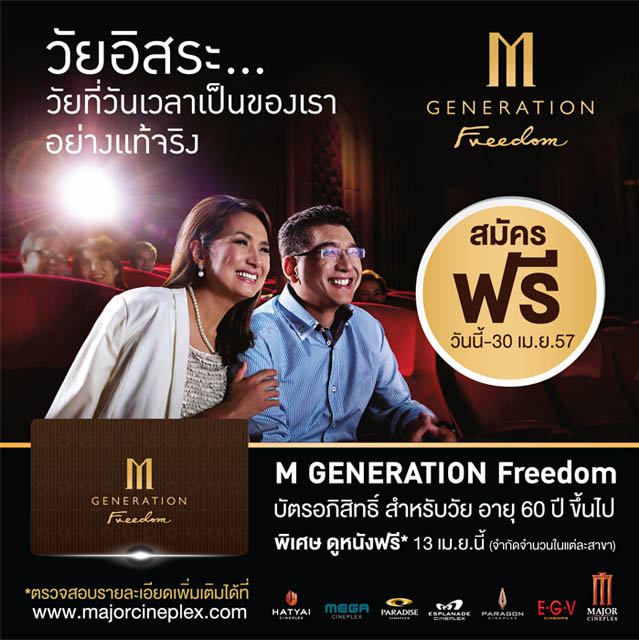 วัยอิสระ...
วัยที่วันเวลาเป็นของเรา
อย่างแท้จริง
M
GENERATION
Freedom
สมัคร
ฟรี
วันนี้-30 เม.ย.57
M
GENERATION
Freedom
M GENERATION Freedom
บัตรอภิสิทธิ์ สำหรับวัย อายุ 60 ปี ขึ้นไป
พิเศษ ดูหนังฟรี* 13 เม.ย.นี้ (จำกัดจำนวนในแต่ละสาขา)
*ตรวจสอบรายละเอียดเพิ่มเติมได้ที่
www.majorcineplex.com
HATYAI
CINEPLEX
MEGA
CINEPLEX
PARADISE
CINEPLEX
ESPLANADE
CINEPLEX
PARAGON
CINEPLEX
E·G·V
CINEMAS
MAJOR
CINEPLEX